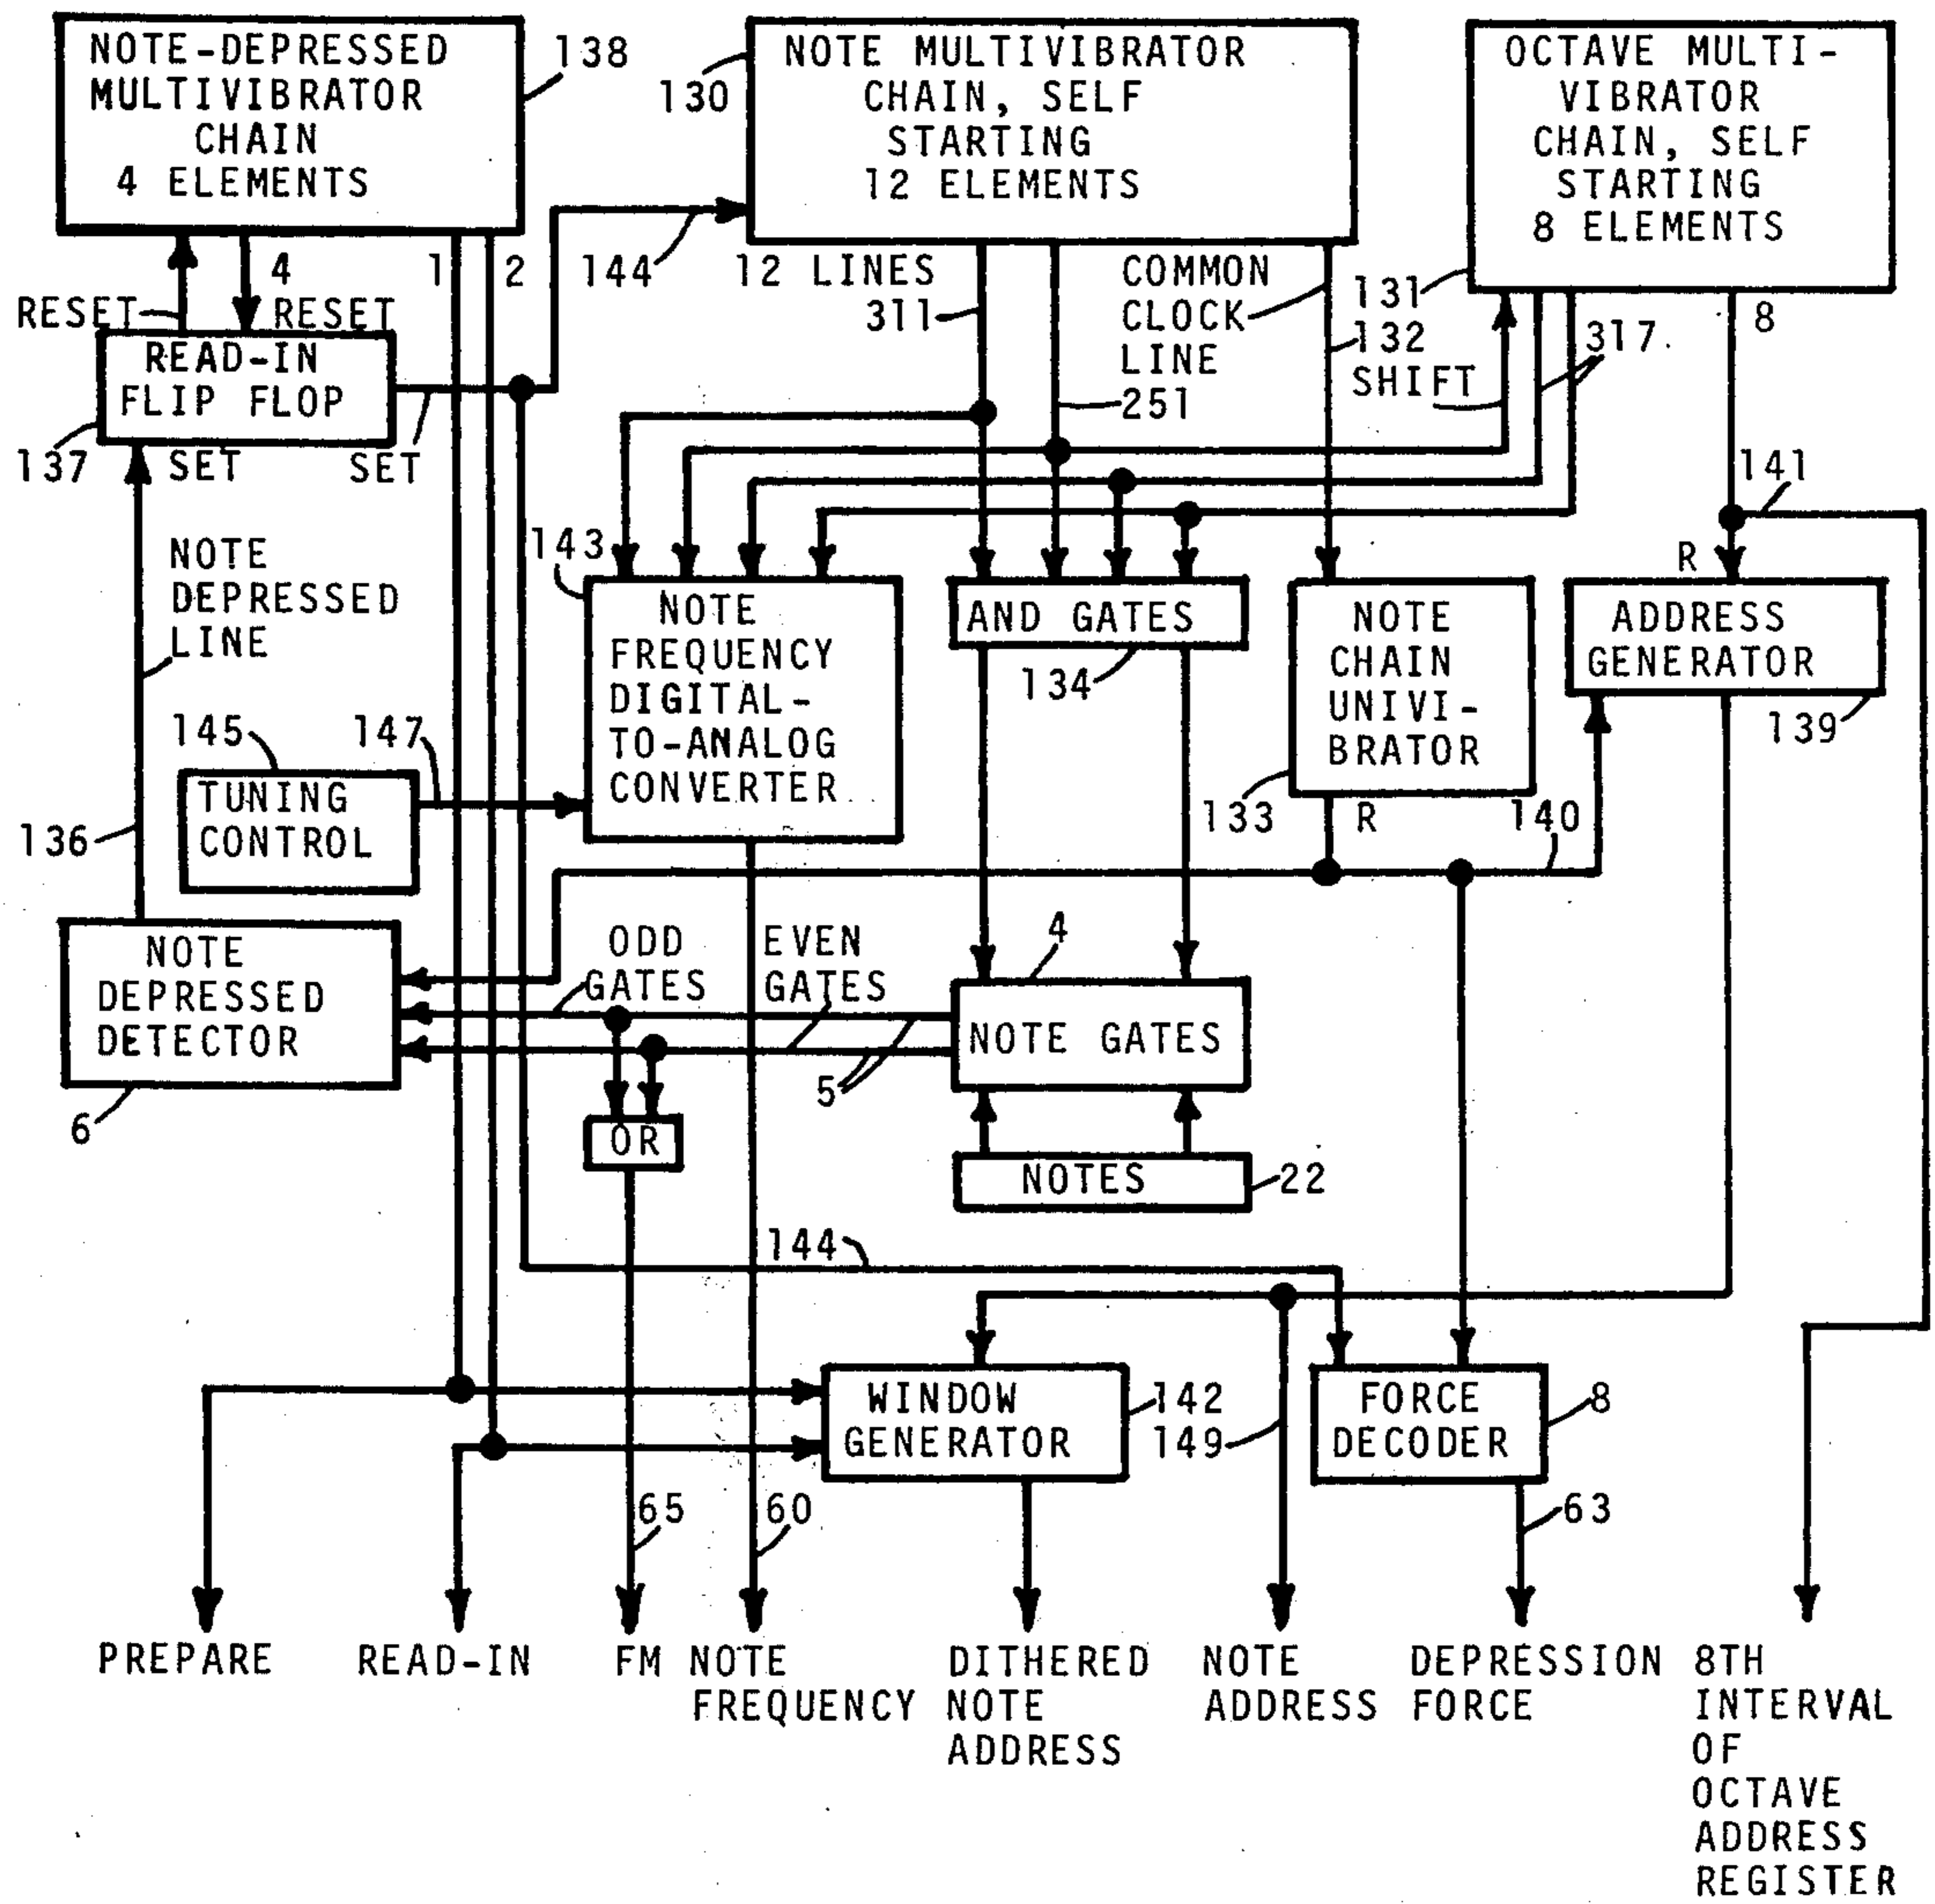 NOTE-DEPRESSED
MULTIVIBRATOR
CHAIN
4 ELEMENTS
138
130
NOTE MULTIVIBRATOR
CHAIN, SELF
STARTING
12 ELEMENTS
OCTAVE MULTI-
VIBRATOR
CHAIN, SELF
STARTING
8 ELEMENTS
RESET
4
RESET
1
2
144
12 LINES
311
COMMON
CLOCK
LINE
251
131
132
SHIFT
317
8
READ-IN
FLIP FLOP
137
SET
SET
141
R
NOTE
DEPRESSED
LINE
143
NOTE
FREQUENCY
DIGITAL-
TO-ANALOG
CONVERTER
AND GATES
134
NOTE
CHAIN
UNIVI-
BRATOR
133
R
ADDRESS
GENERATOR
139
140
145
147
TUNING
CONTROL
136
NOTE
DEPRESSED
DETECTOR
6
ODD
GATES
EVEN
GATES
4
NOTE GATES
5
OR
NOTES
22
144
WINDOW
GENERATOR
142
149
FORCE
DECODER
8
65
60
63
PREPARE
READ-IN
FM
NOTE
FREQUENCY
DITHERED
NOTE
ADDRESS
NOTE
ADDRESS
DEPRESSION
FORCE
8TH
INTERVAL
OF
OCTAVE
ADDRESS
REGISTER